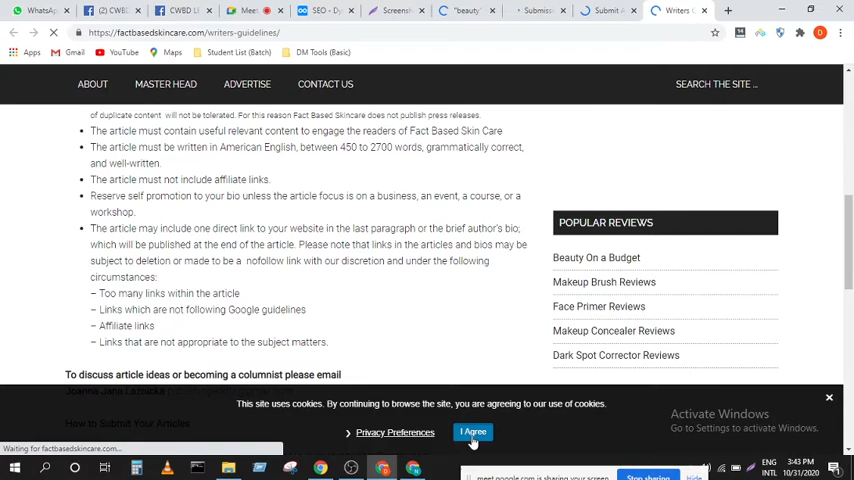 WhatsAp
(2) CWBD
CWBD LI
Meet
SEO + Dy
Screensh
"beauty"
Submissi
Submit A
Writers G
https://factbasedskincare.com/writers-guidelines/
Apps
Gmail
YouTube
Maps
Student List (Batch)
DM Tools (Basic)
ABOUT
MASTER HEAD
ADVERTISE
CONTACT US
SEARCH THE SITE ...
of duplicate content will not be tolerated. For this reason Fact Based Skincare does not publish press releases.
The article must contain useful relevant content to engage the readers of Fact Based Skin Care
The article must be written in American English, between 450 to 2700 words, grammatically correct,
and well-written.
The article must not include affiliate links.
Reserve self promotion to your bio unless the article focus is on a business, an event, a course, or a
workshop.
The article may include one direct link to your website in the last paragraph or the brief author's bio;
which will be published at the end of the article. Please note that links in the articles and bios may be
subject to deletion or made to be a nofollow link with our discretion and under the following
circumstances:
– Too many links within the article
– Links which are not following Google guidelines
– Affiliate links
– Links that are not appropriate to the subject matters.
To discuss article ideas or becoming a columnist please email
POPULAR REVIEWS
Beauty On a Budget
Makeup Brush Reviews
Face Primer Reviews
Makeup Concealer Reviews
Dark Spot Corrector Reviews
This site uses cookies. By continuing to browse the site, you are agreeing to our use of cookies.
Privacy Preferences
I Agree
How to Submit Your Articles
Activate Windows
Go to Settings to activate Windows.
Waiting for factbasedskincare.com...
meet.google.com is sharing your screen.
Stop sharing
Hide
ENG
INTL
3:43 PM
10/31/2020